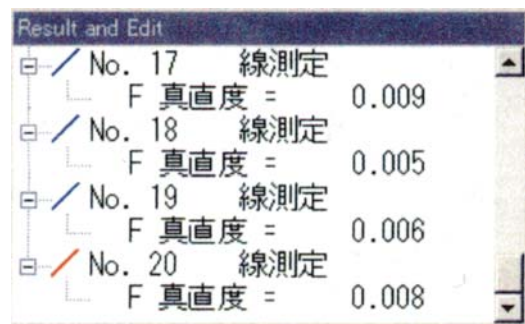 Result and Edit
No. 17 線測定
F 真直度 = 0.009
No. 18 線測定
F 真直度 = 0.005
No. 19 線測定
F 真直度 = 0.006
No. 20 線測定
F 真直度 = 0.008